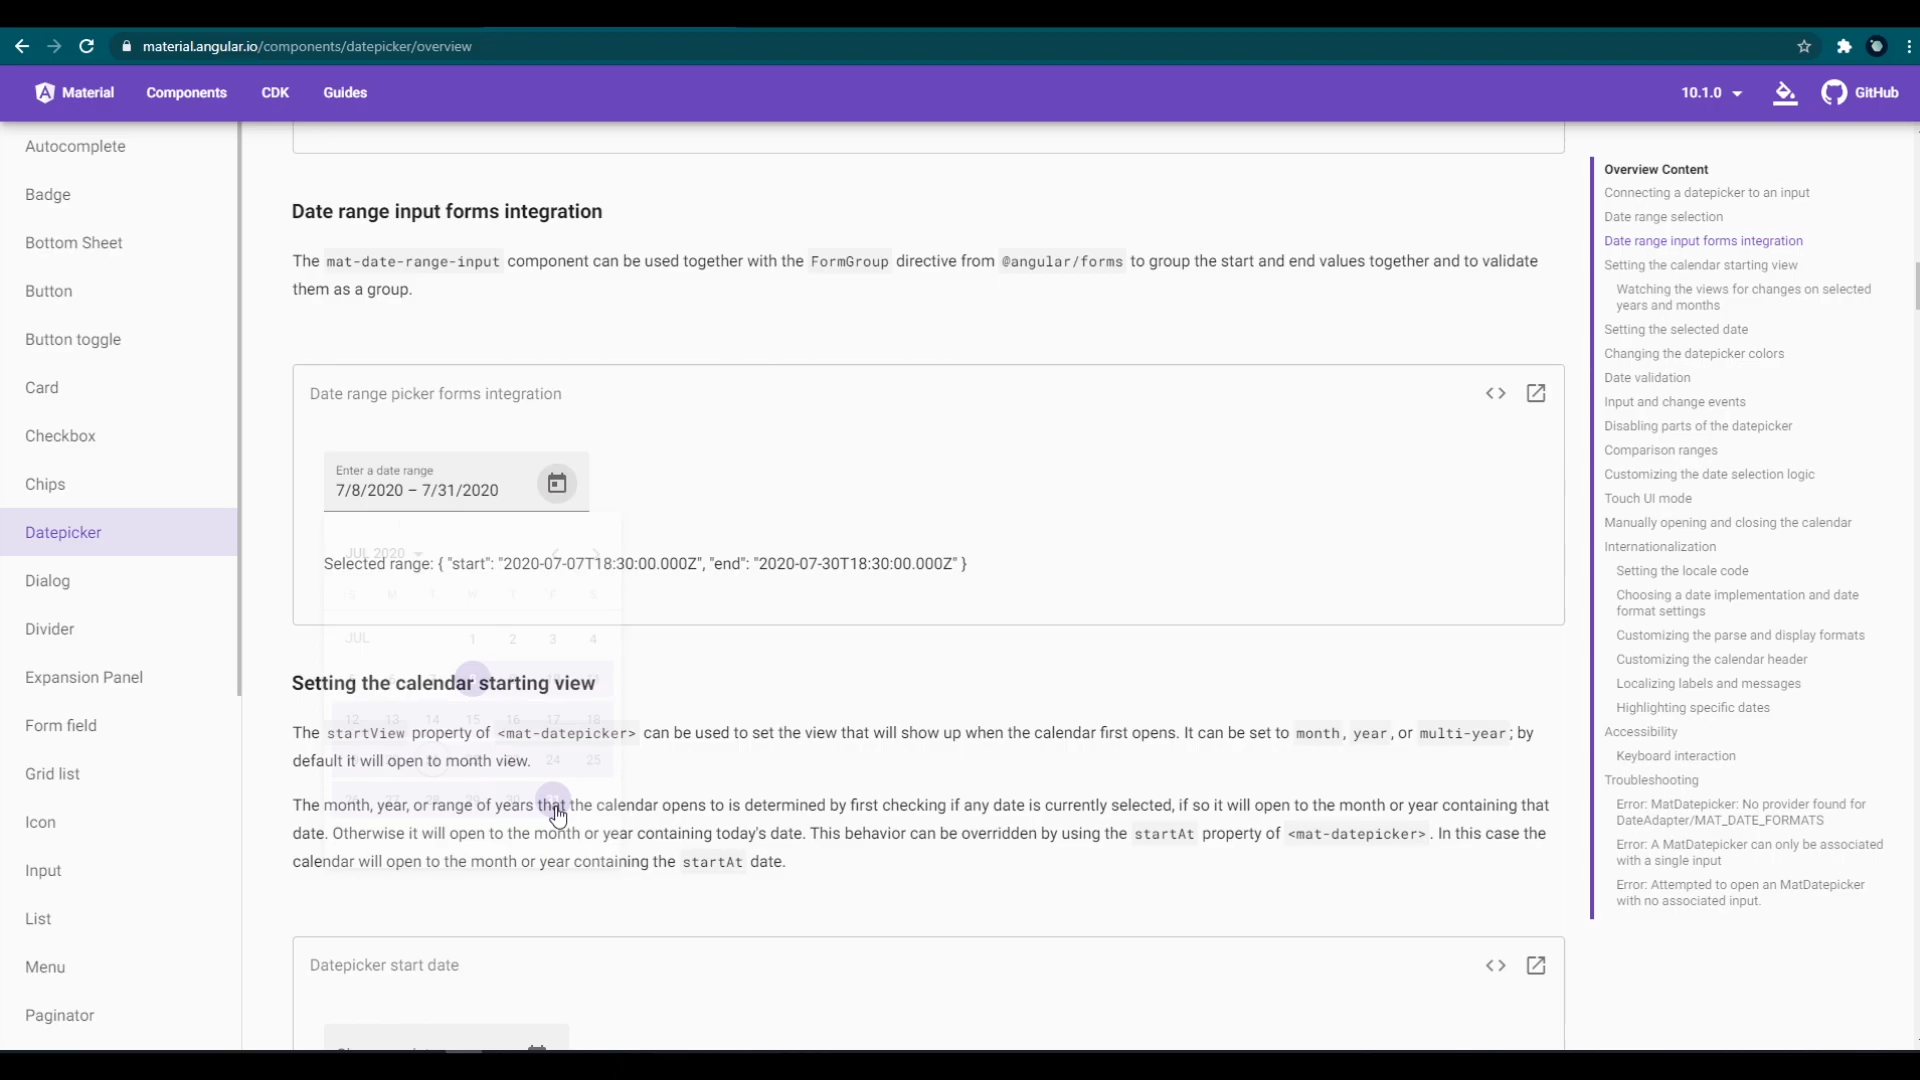 material.angular.io/components/datepicker/overview
Material Components CDK Guides 10.1.0 GitHub
Autocomplete
Badge
Bottom Sheet
Button
Button toggle
Card
Checkbox
Chips
Datepicker
Dialog
Divider
Expansion Panel
Form field
Grid list
Icon
Input
List
Menu
Paginator
Date range input forms integration
The mat-date-range-input component can be used together with the FormGroup directive from @angular/forms to group the start and end values together and to validate
them as a group.
Date range picker forms integration
Enter a date range
7/8/2020 – 7/31/2020
JUL 2020
Selected range: { "start": "2020-07-07T18:30:00.000Z", "end": "2020-07-30T18:30:00.000Z" }
S M T W T F S
JUL 1 2 3 4
Setting the calendar starting view
12 13 14 15 16 17 18
The startView property of <mat-datepicker> can be used to set the view that will show up when the calendar first opens. It can be set to month, year, or multi-year; by
default it will open to month view.
24 25
The month, year, or range of years that the calendar opens to is determined by first checking if any date is currently selected, if so it will open to the month or year containing that
date. Otherwise it will open to the month or year containing today's date. This behavior can be overridden by using the startAt property of <mat-datepicker>. In this case the
calendar will open to the month or year containing the startAt date.
Datepicker start date
Overview Content
Connecting a datepicker to an input
Date range selection
Date range input forms integration
Setting the calendar starting view
Watching the views for changes on selected
years and months
Setting the selected date
Changing the datepicker colors
Date validation
Input and change events
Disabling parts of the datepicker
Comparison ranges
Customizing the date selection logic
Touch UI mode
Manually opening and closing the calendar
Internationalization
Setting the locale code
Choosing a date implementation and date
format settings
Customizing the parse and display formats
Customizing the calendar header
Localizing labels and messages
Highlighting specific dates
Accessibility
Keyboard interaction
Troubleshooting
Error: MatDatepicker: No provider found for
DateAdapter/MAT_DATE_FORMATS
Error: A MatDatepicker can only be associated
with a single input
Error: Attempted to open an MatDatepicker
with no associated input.